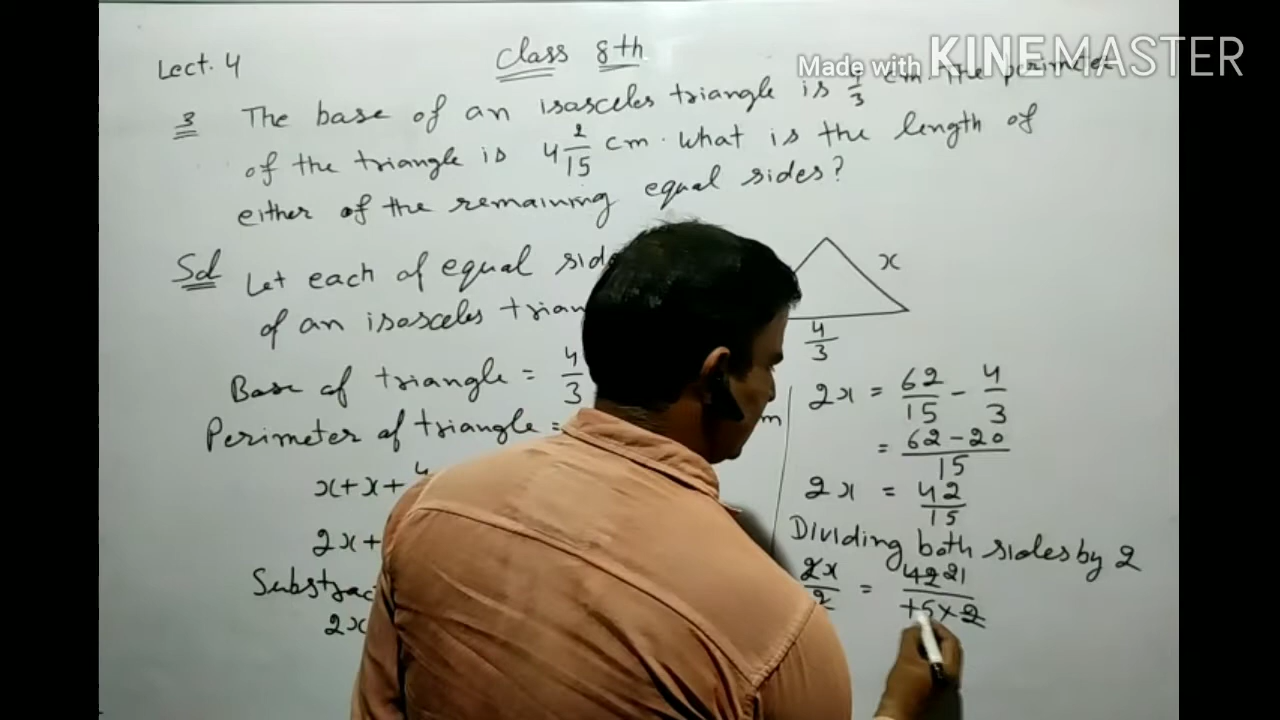 Made with KINEMASTER
Lect. 4
Class 8th
3 The base of an isosceles triangle is 4/3 cm. The perimeter
of the triangle is 4 2/15 cm. What is the length of
either of the remaining equal sides?
Sol Let each of equal side
of an isosceles trian
x
4/3
Base of triangle = 4/3
Perimeter of triangle =
m
x+x+4
2x+
Substrac
2x
2x = 62/15 - 4/3
= 62-20/15
2x = 42/15
Dividing both sides by 2
2x/2 = 42 21/15×2